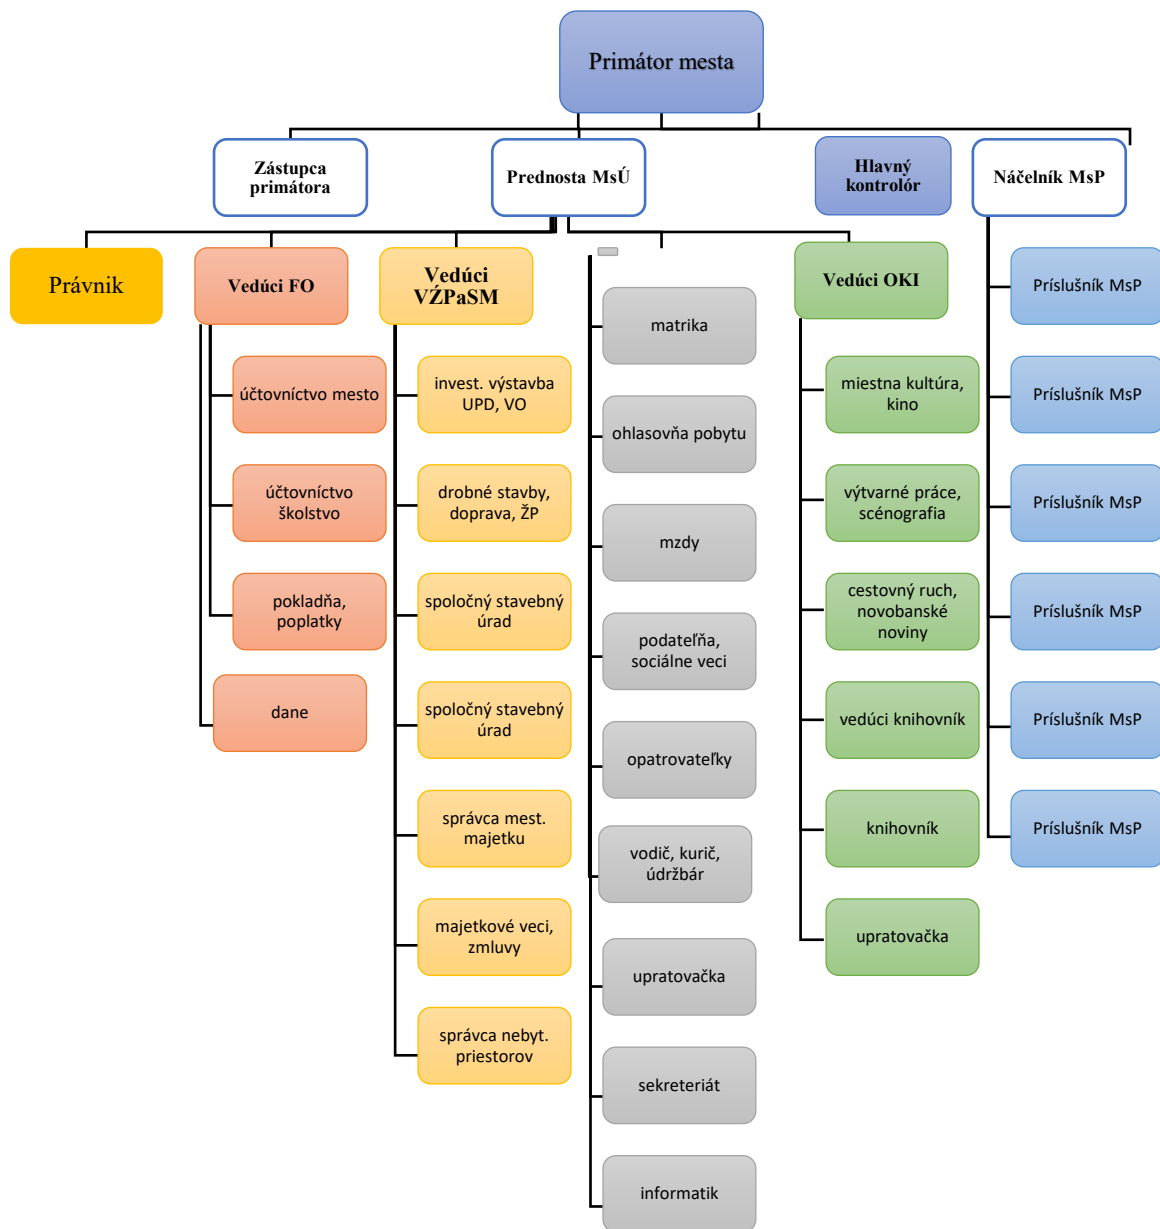 Primátor mesta
Zástupca
primátora
Prednosta MsÚ
Hlavný
kontrolór
Náčelník MsP
Právnik
Vedúci FO
účtovníctvo mesto
účtovníctvo
školstvo
pokladňa,
poplatky
dane
Vedúci
VŹPaSM
invest. výstavba
UPD, VO
drobné stavby,
doprava, ŽP
spoločný stavebný
úrad
spoločný stavebný
úrad
správca mest.
majetku
majetkové veci,
zmluvy
správca nebyt.
priestorov
matrika
ohlasovňa pobytu
mzdy
podateľňa,
sociálne veci
opatrovateľky
vodič, kurič,
údržbár
upratovačka
sekreteriát
informatik
Vedúci OKI
miestna kultúra,
kino
výtvarné práce,
scénografia
cestovný ruch,
novobanské
noviny
vedúci knihovník
knihovník
upratovačka
Príslušník MsP
Príslušník MsP
Príslušník MsP
Príslušník MsP
Príslušník MsP
Príslušník MsP